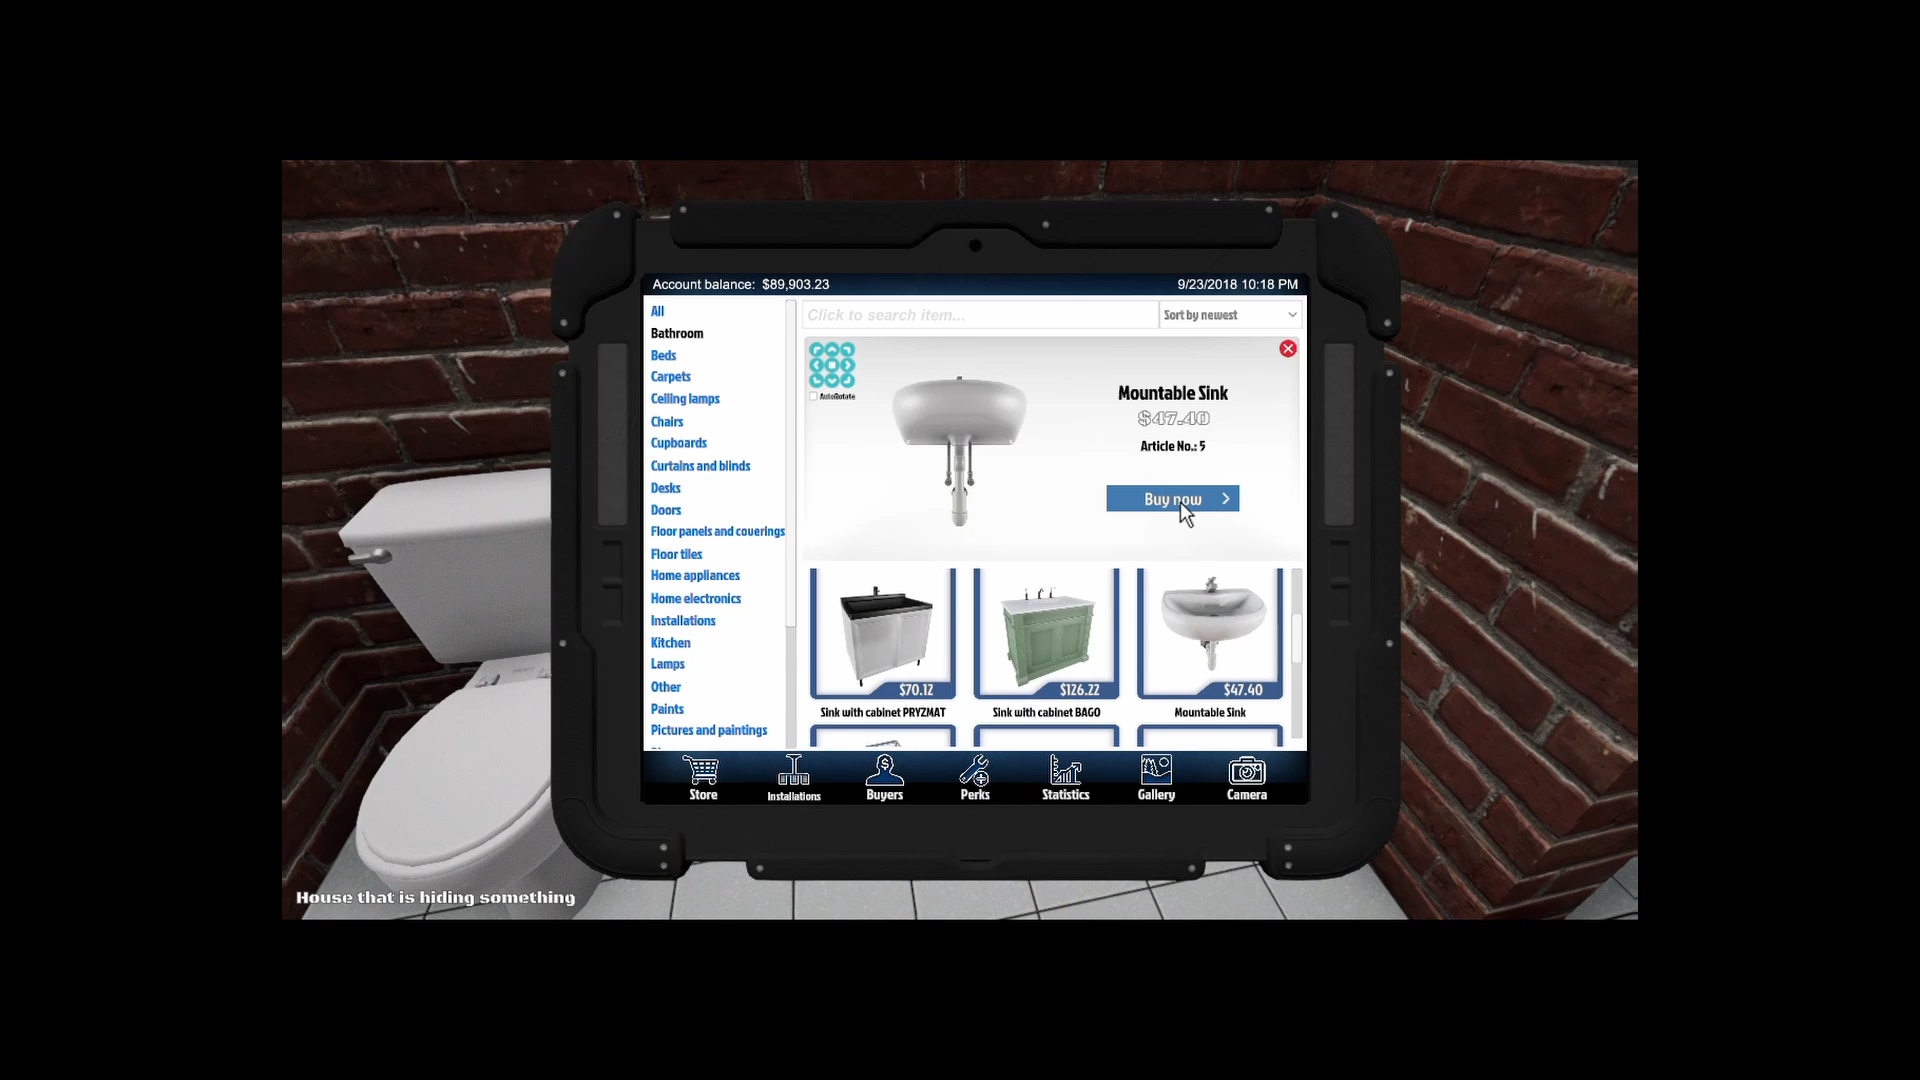 Account balance: $89,903.23
9/23/2018 10:18 PM
All
Bathroom
Beds
Carpets
Ceiling lamps
Chairs
Cupboards
Curtains and blinds
Desks
Doors
Floor panels and coverings
Floor tiles
Home appliances
Home electronics
Installations
Kitchen
Lamps
Other
Paints
Pictures and paintings
Click to search item...
Sort by newest
AutoRotate
Mountable Sink
$47.40
Article No.: 5
Buy now
$70.12
$126.22
$47.40
Sink with cabinet PRYZMAT
Sink with cabinet BAGO
Mountable Sink
Store
Installations
Buyers
Perks
Statistics
Gallery
Camera
House that is hiding something